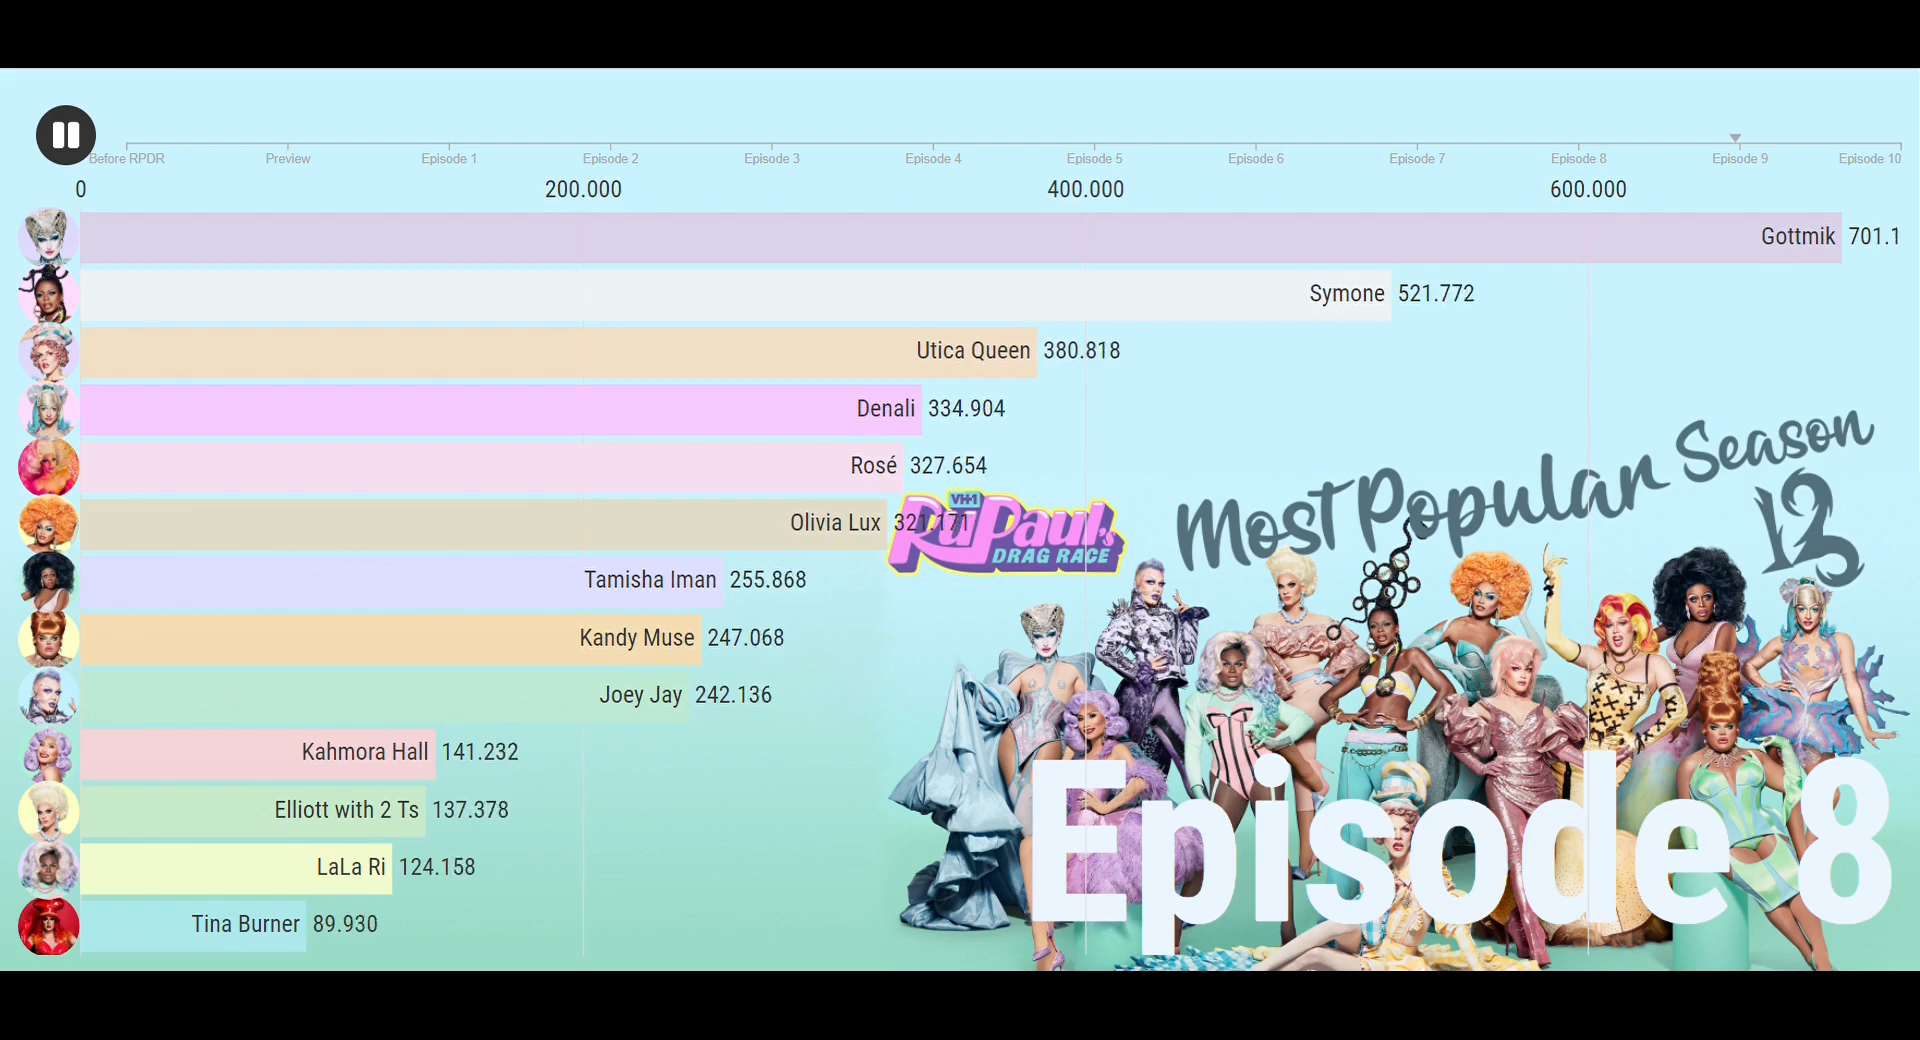 Before RPDR Preview Episode 1 Episode 2 Episode 3 Episode 4 Episode 5 Episode 6 Episode 7 Episode 8 Episode 9 Episode 10
0 200.000 400.000 600.000
Gottmik 701.1
Symone 521.772
Utica Queen 380.818
Denali 334.904
Rosé 327.654
Olivia Lux 321.171
Tamisha Iman 255.868
Kandy Muse 247.068
Joey Jay 242.136
Kahmora Hall 141.232
Elliott with 2 Ts 137.378
LaLa Ri 124.158
Tina Burner 89.930
VH1
RuPaul's
DRAG RACE
Most Popular Season
13
Episode 8